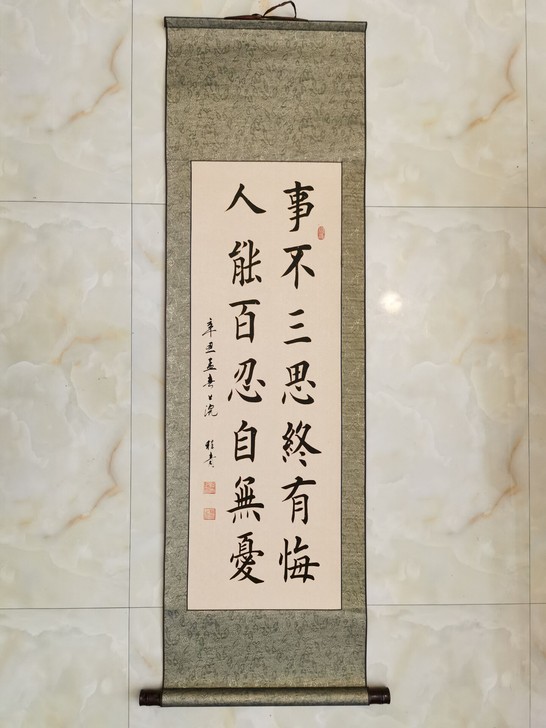 事不三思終有悔
人能百忍自無憂
辛丑孟春